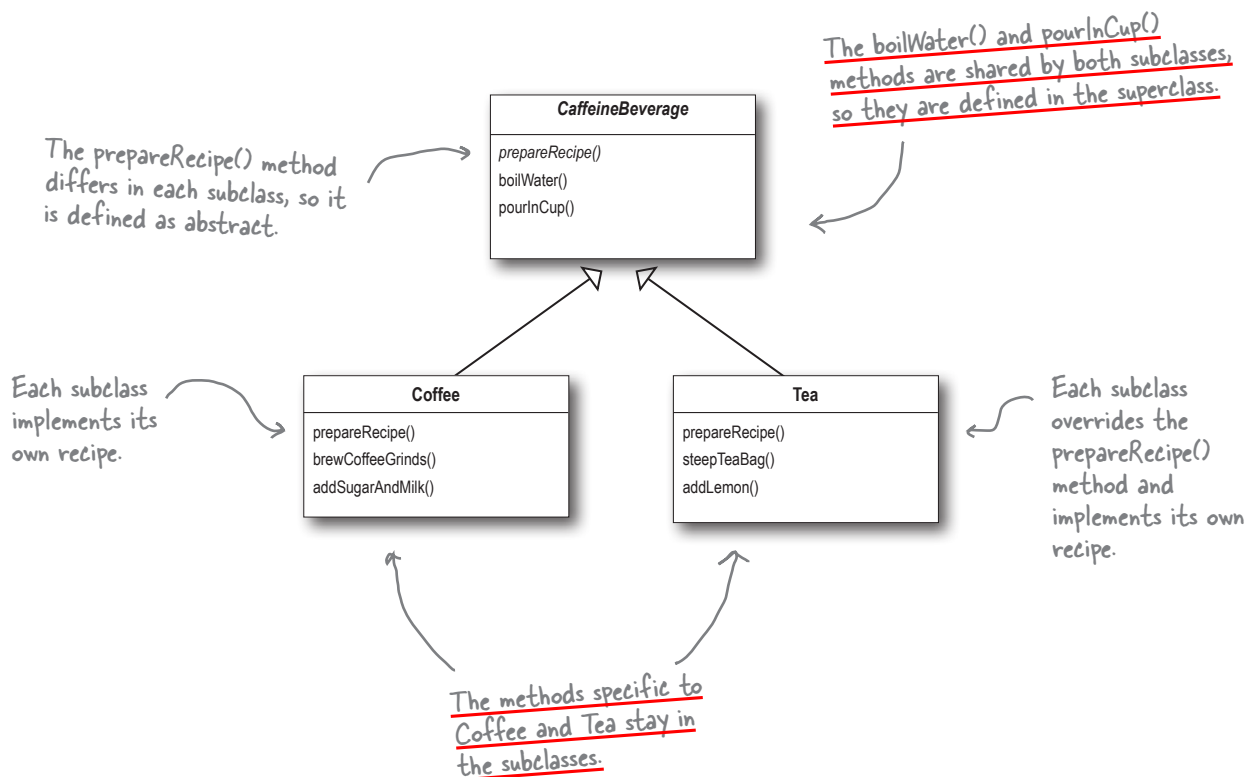 The boilWater() and pourInCup()
methods are shared by both subclasses,
so they are defined in the superclass.
CaffeineBeverage
prepareRecipe()
boilWater()
pourInCup()
The prepareRecipe() method
differs in each subclass, so it
is defined as abstract.
Each subclass
implements its
own recipe.
Coffee
prepareRecipe()
brewCoffeeGrinds()
addSugarAndMilk()
Tea
prepareRecipe()
steepTeaBag()
addLemon()
Each subclass
overrides the
prepareRecipe()
method and
implements its own
recipe.
The methods specific to
Coffee and Tea stay in
the subclasses.